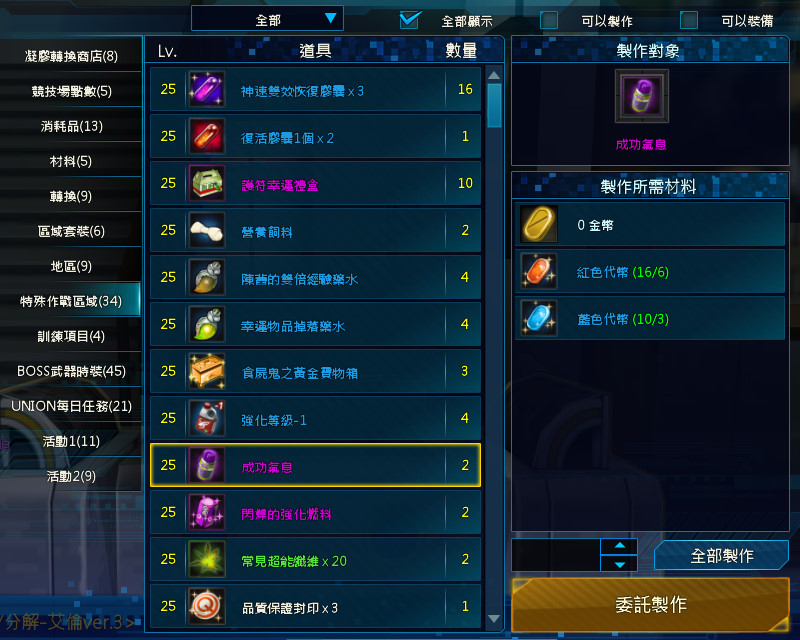 全部
全部顯示
可以製作
可以裝備
凝膠轉換商店(8)
競技場點數(5)
消耗品(13)
材料(5)
轉換(9)
區域套裝(6)
地區(9)
特殊作戰區域(34)
訓練項目(4)
BOSS武器時裝(45)
UNION每日任務(21)
活動1(11)
活動2(9)
Lv. 道具 數量
25 神速雙效恢復膠囊 x 3 16
25 復活膠囊1個 x 2 1
25 護符幸運禮盒 10
25 營養飼料 2
25 陳舊的雙倍經驗藥水 4
25 幸運物品掉落藥水 4
25 食屍鬼之黃金寶物箱 3
25 強化等級-1 4
25 成功氣息 2
25 閃耀的強化燃料 2
25 常見超能纖維 x 20 2
25 品質保證封印 x 3 1
製作對象
成功氣息
製作所需材料
0 金幣
紅色代幣 (16/6)
藍色代幣 (10/3)
全部製作
委託製作
/分解-艾倫ver.3>